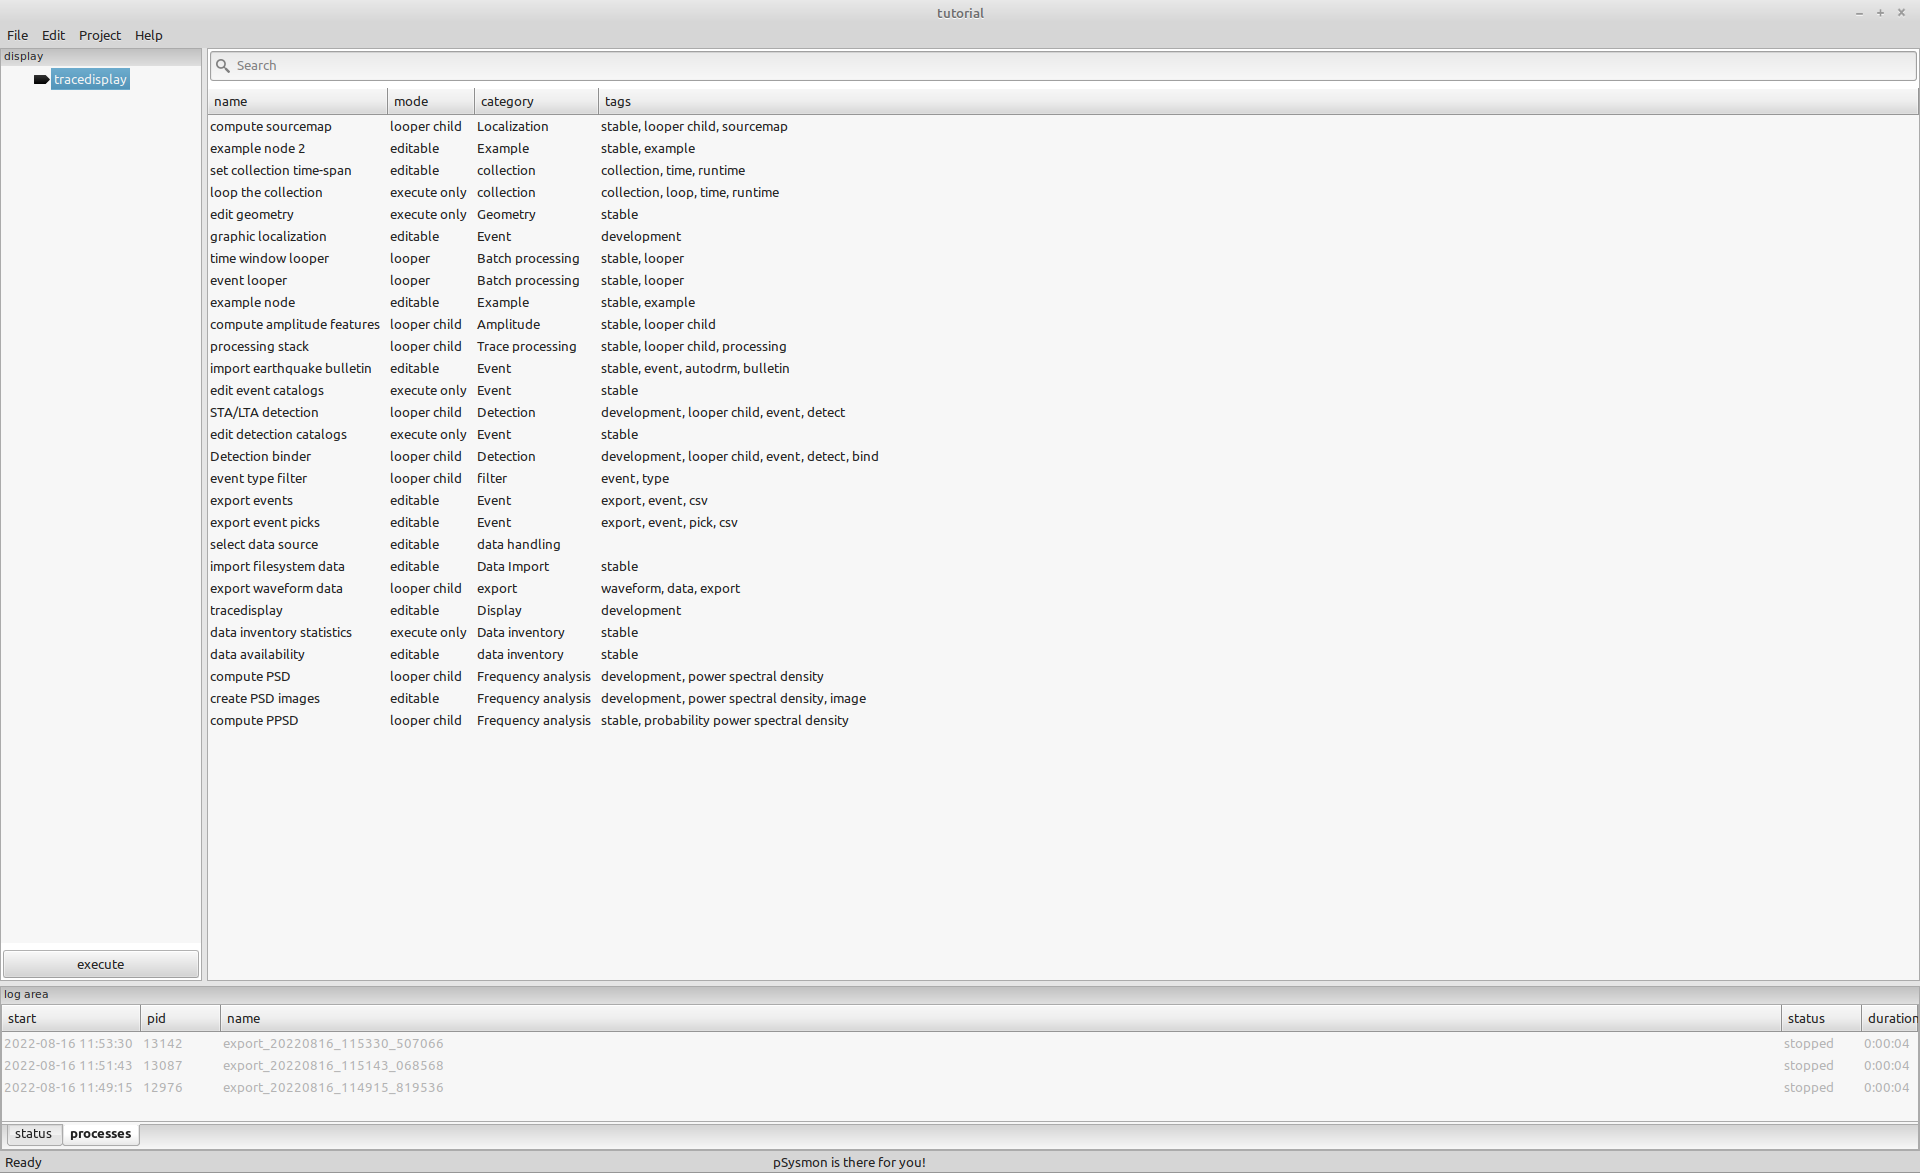 tutorial
File Edit Project Help
display
tracedisplay
Search
name mode category tags
compute sourcemap looper child Localization stable, looper child, sourcemap
example node 2 editable Example stable, example
set collection time-span editable collection collection, time, runtime
loop the collection execute only collection collection, loop, time, runtime
edit geometry execute only Geometry stable
graphic localization editable Event development
time window looper looper Batch processing stable, looper
event looper looper Batch processing stable, looper
example node editable Example stable, example
compute amplitude features looper child Amplitude stable, looper child
processing stack looper child Trace processing stable, looper child, processing
import earthquake bulletin editable Event stable, event, autodrm, bulletin
edit event catalogs execute only Event stable
STA/LTA detection looper child Detection development, looper child, event, detect
edit detection catalogs execute only Event stable
Detection binder looper child Detection development, looper child, event, detect, bind
event type filter looper child filter event, type
export events editable Event export, event, csv
export event picks editable Event export, event, pick, csv
select data source editable data handling
import filesystem data editable Data Import stable
export waveform data looper child export waveform, data, export
tracedisplay editable Display development
data inventory statistics execute only Data inventory stable
data availability editable data inventory stable
compute PSD looper child Frequency analysis development, power spectral density
create PSD images editable Frequency analysis development, power spectral density, image
compute PPSD looper child Frequency analysis stable, probability power spectral density
execute
log area
start pid name status duration
2022-08-16 11:53:30 13142 export_20220816_115330_507066 stopped 0:00:04
2022-08-16 11:51:43 13087 export_20220816_115143_068568 stopped 0:00:04
2022-08-16 11:49:15 12976 export_20220816_114915_819536 stopped 0:00:04
status processes
Ready pSysmon is there for you!